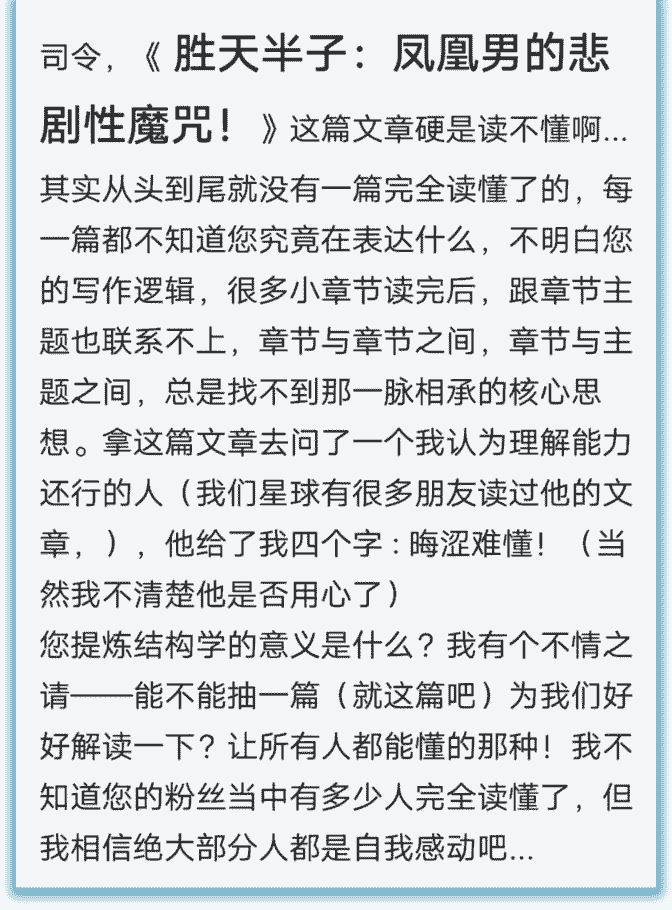 司令，《 胜天半子：凤凰男的悲
剧性魔咒！ 》这篇文章硬是读不懂啊...
其实从头到尾就没有一篇完全读懂了的，每
一篇都不知道您究竟在表达什么，不明白您
的写作逻辑，很多小章节读完后，跟章节主
题也联系不上，章节与章节之间，章节与主
题之间，总是找不到那一脉相承的核心思
想。拿这篇文章去问了一个我认为理解能力
还行的人（我们星球有很多朋友读过他的文
章，），他给了我四个字：晦涩难懂！（当
然我不清楚他是否用心了）
您提炼结构学的意义是什么？我有个不情之
请——能不能抽一篇（就这篇吧）为我们好
好解读一下？让所有人都能懂的那种！我不
知道您的粉丝当中有多少人完全读懂了，但
我相信绝大部分人都是自我感动吧...